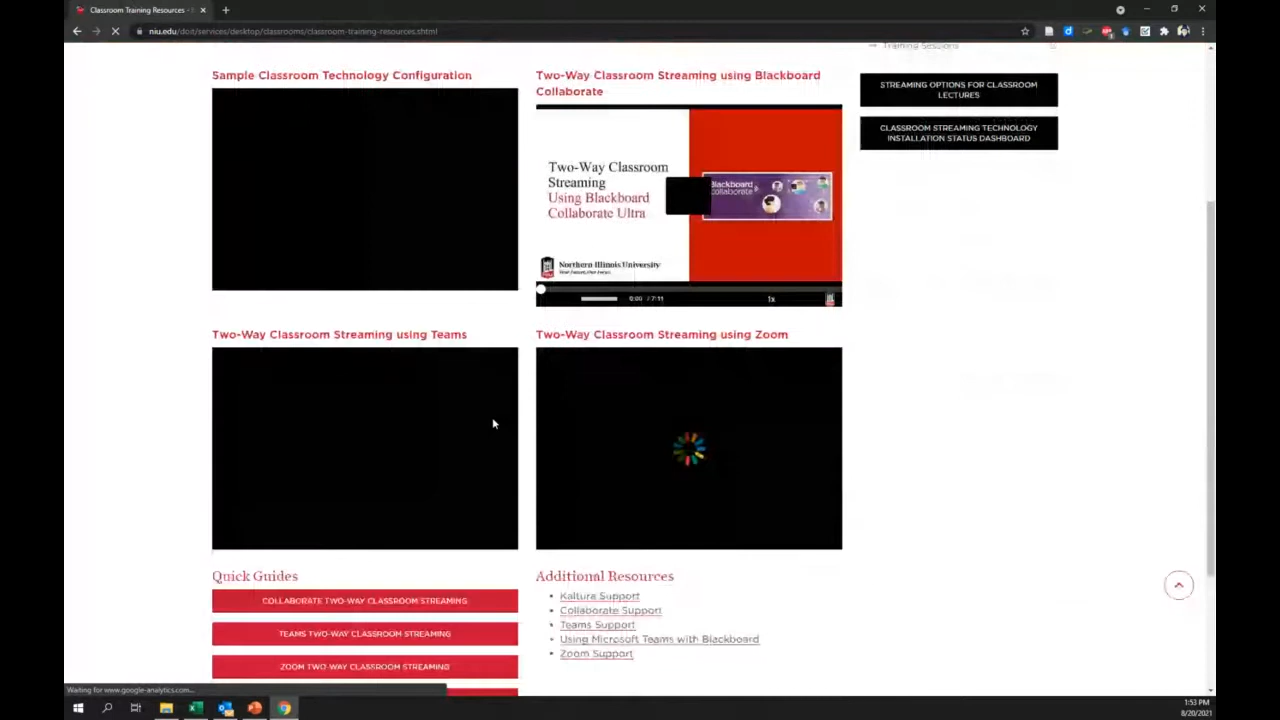 Classroom Training Resources - S
niu.edu/doit/services/desktop/classrooms/classroom-training-resources.shtml
Training Sessions
Sample Classroom Technology Configuration
Two-Way Classroom Streaming using Blackboard
Collaborate
STREAMING OPTIONS FOR CLASSROOM
LECTURES
CLASSROOM STREAMING TECHNOLOGY
INSTALLATION STATUS DASHBOARD
Two-Way Classroom
Streaming
Using Blackboard
Collaborate Ultra
Blackboard
collaborate
Northern Illinois University
0:00 / 7:11
1x
Two-Way Classroom Streaming using Teams
Two-Way Classroom Streaming using Zoom
Quick Guides
COLLABORATE TWO-WAY CLASSROOM STREAMING
TEAMS TWO-WAY CLASSROOM STREAMING
ZOOM TWO-WAY CLASSROOM STREAMING
Additional Resources
Kaltura Support
Collaborate Support
Teams Support
Using Microsoft Teams with Blackboard
Zoom Support
Waiting for www.google-analytics.com...
1:53 PM
8/20/2021